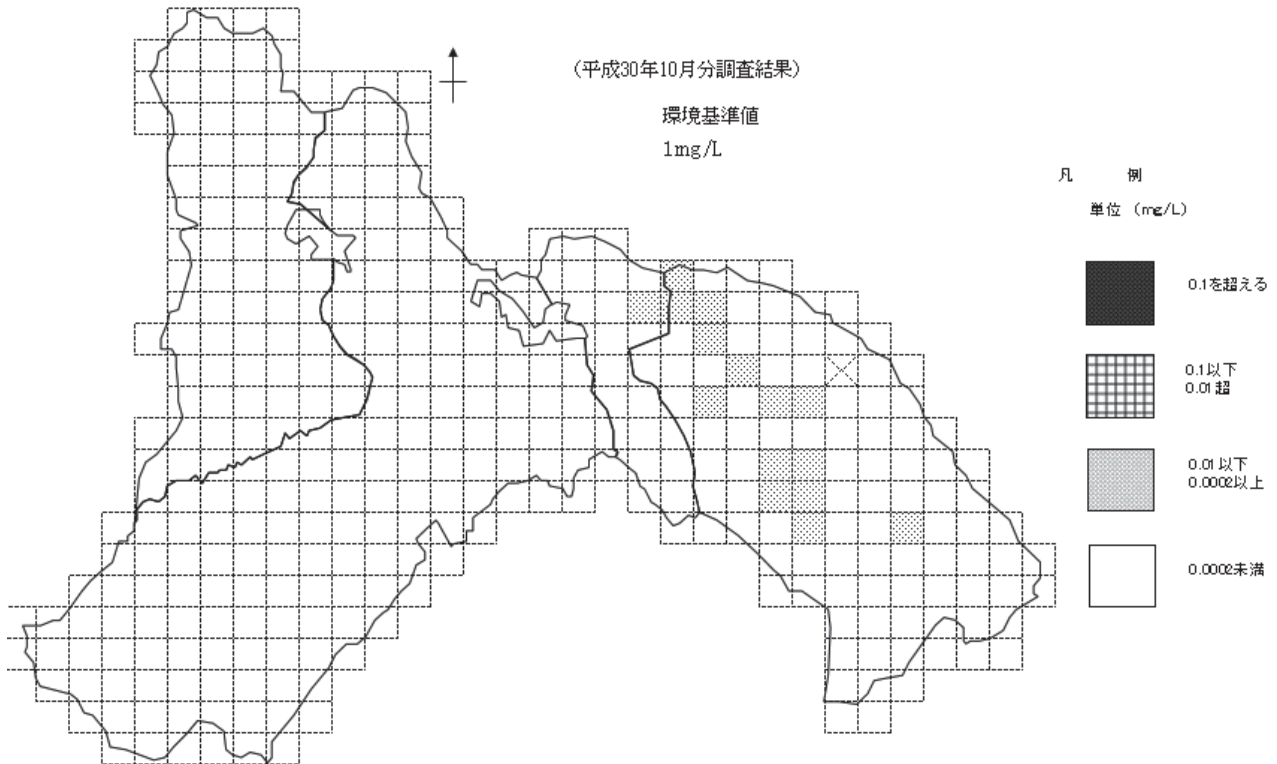 (平成30年10月分調査結果)
環境基準値
1mg/L
凡 例
単位 (mg/L)
0.1を超える
0.1以下
0.01超
0.01以下
0.0002以上
0.0002未満